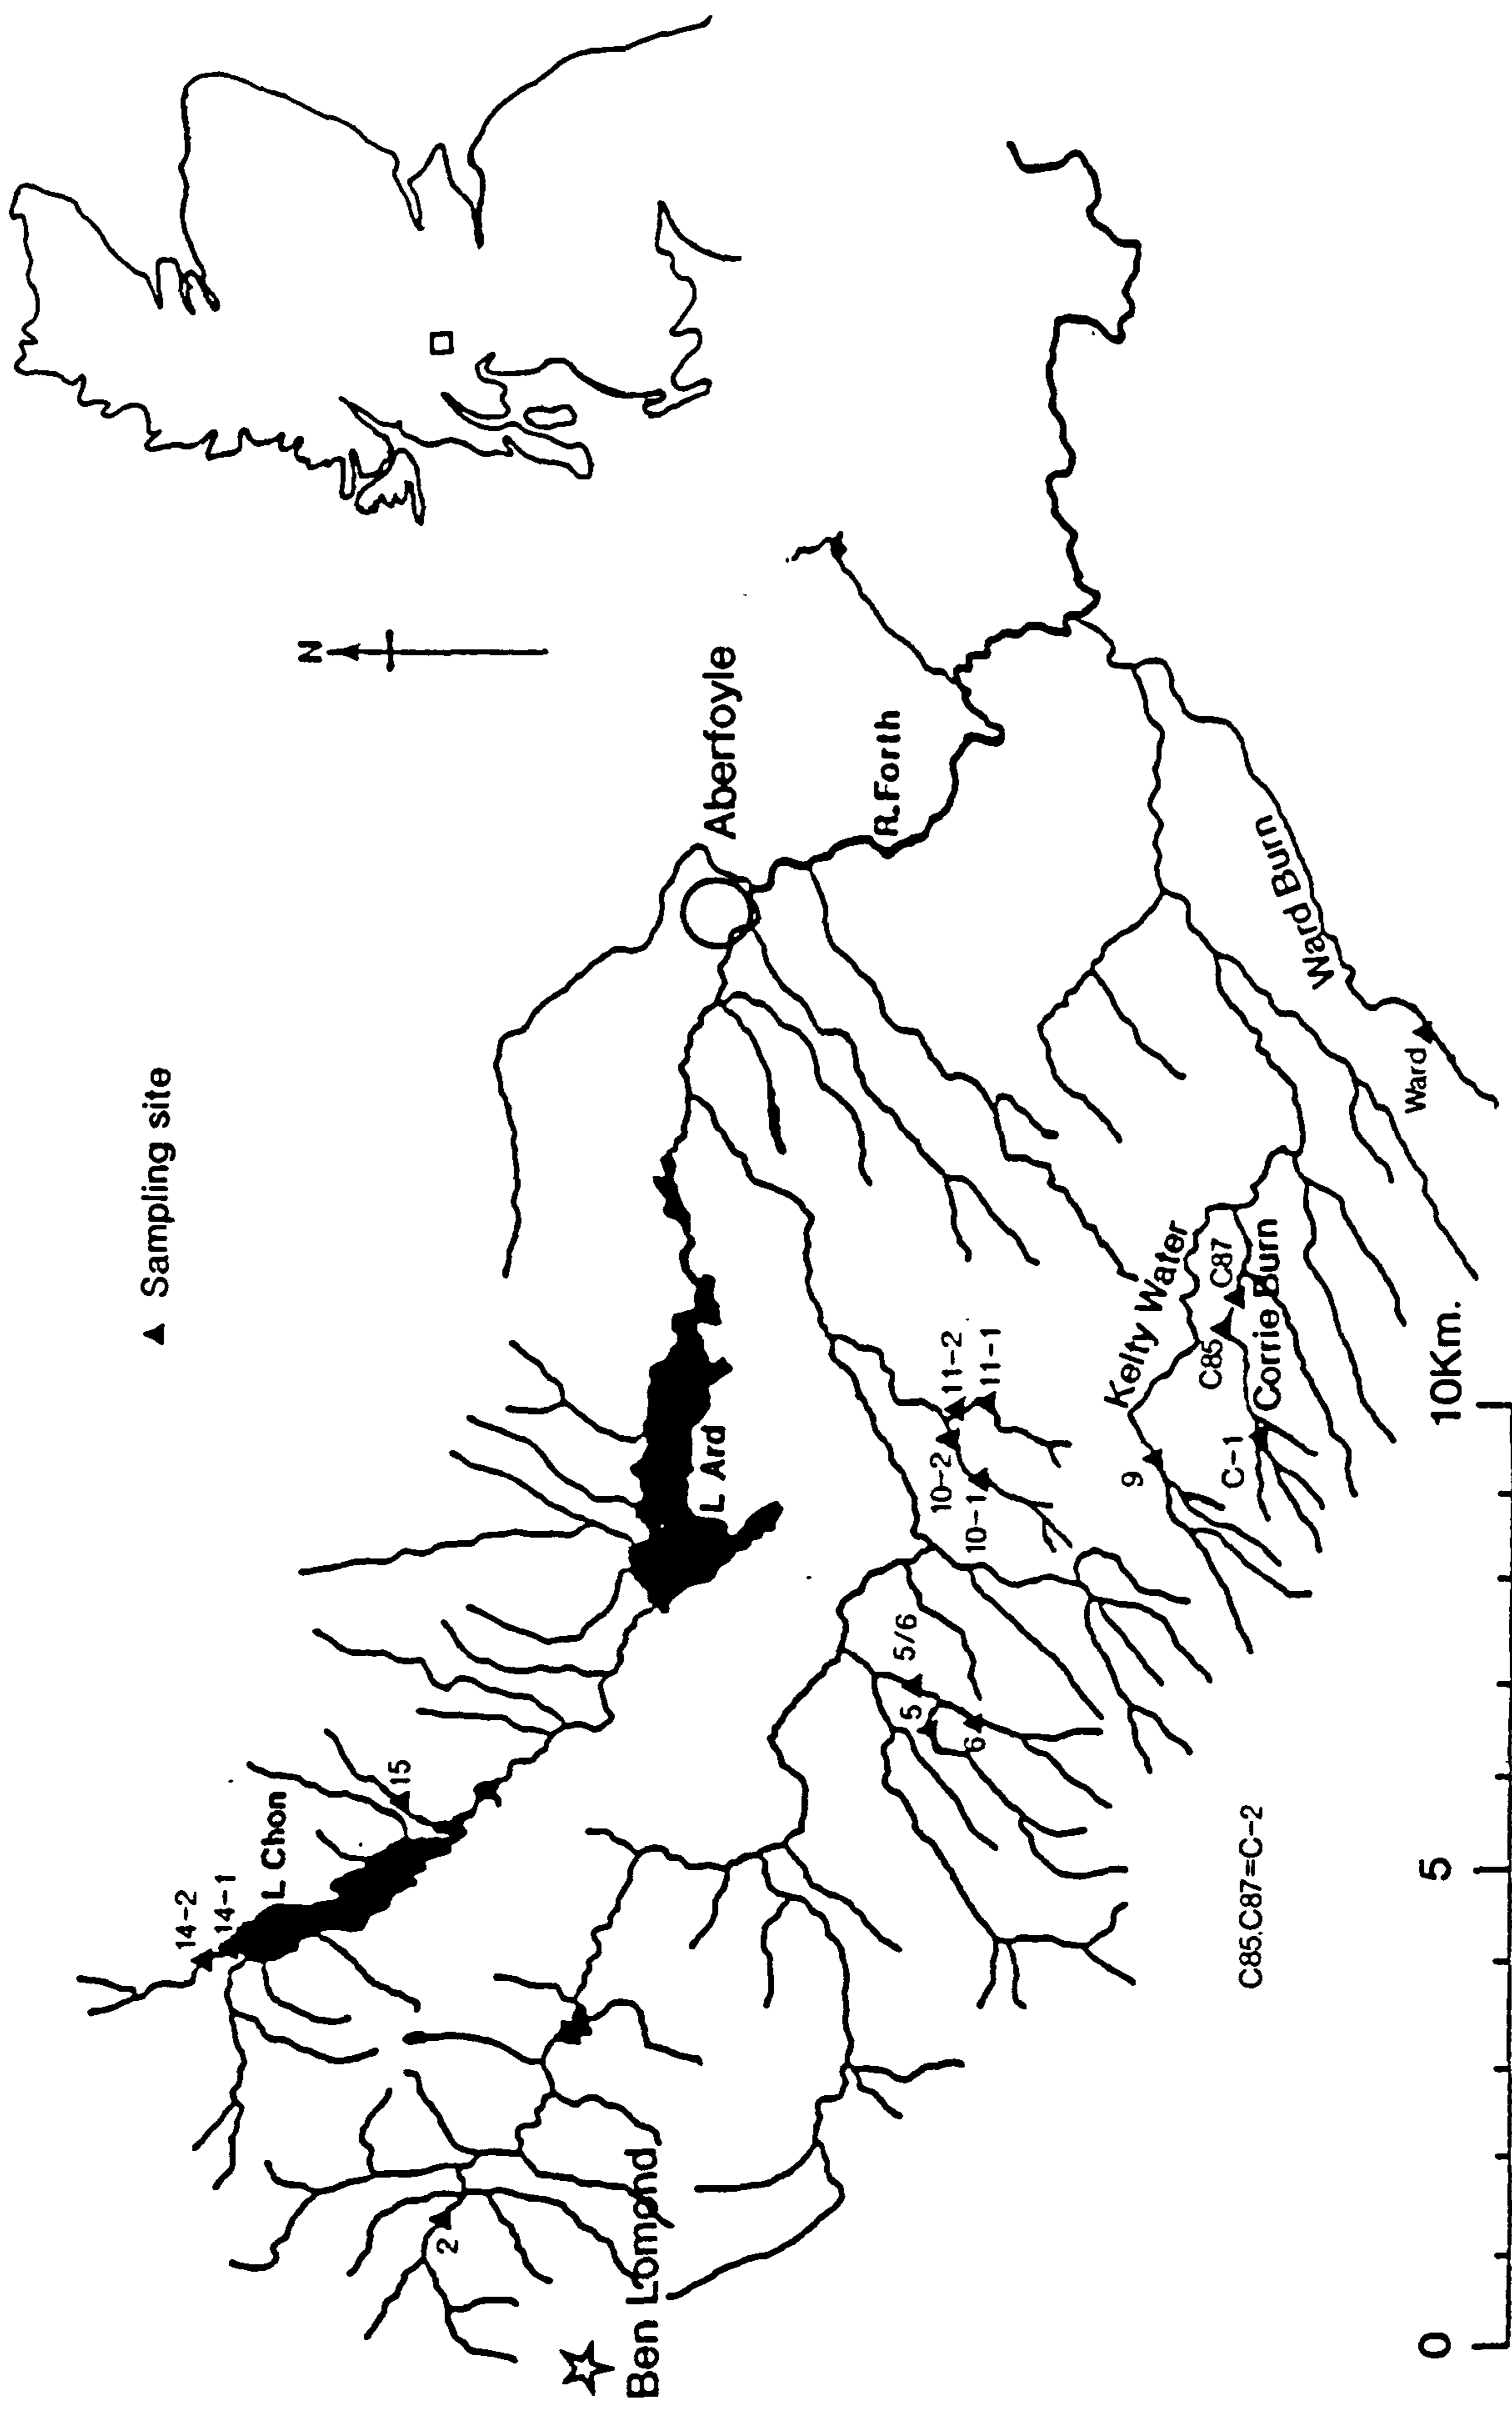 N
▲ Sampling site
14-2
14-1
L Chon
15
2
Ben Lomond
L Ard
Aberfoyle
R.Forth
5/6
5
6
10-2
10-1
11-2
11-1
Kelty Water
9
C85
C87
C-1
Corrie Burn
Ward Burn
Ward
C85,C87=C-2
0
5
10Km.